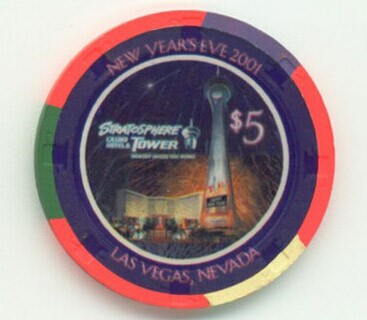 NEW YEAR'S EVE 2001
STRATOSPHERE
CASINO
HOTEL &
TOWER
$5
LAS VEGAS, NEVADA